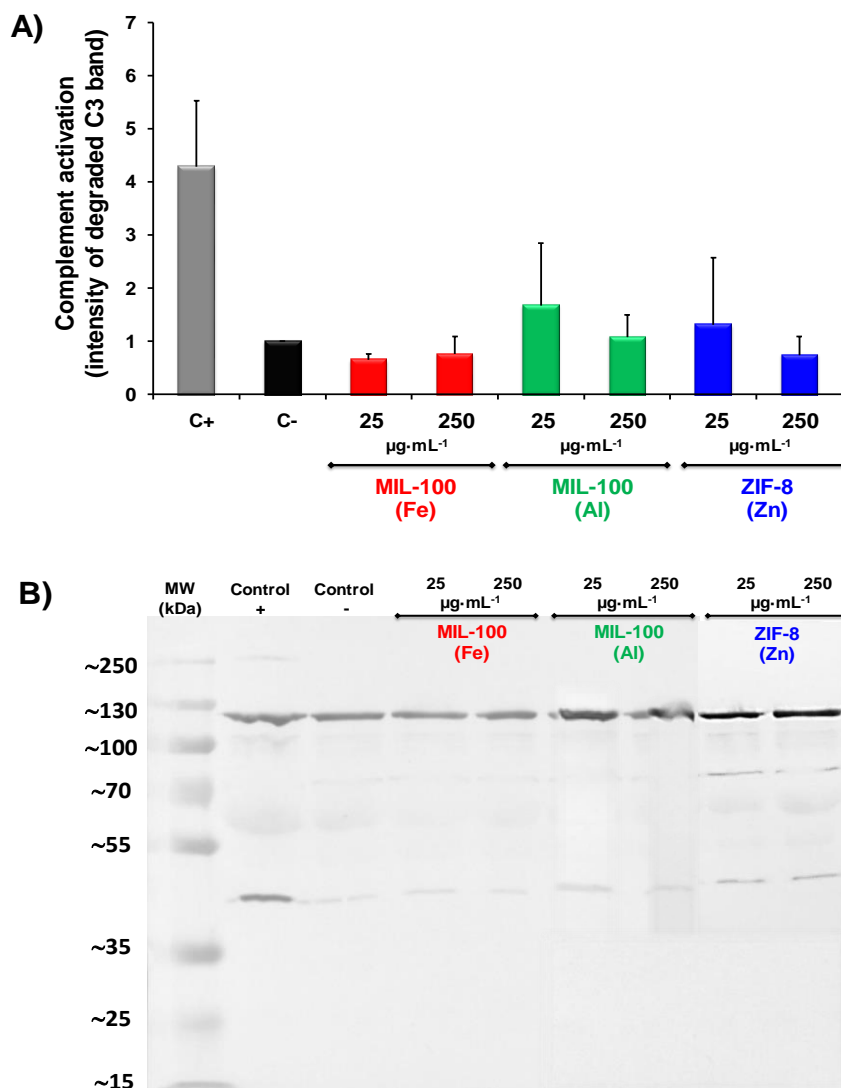 A)
Complement activation
(intensity of degraded C3 band)
7
6
5
4
3
2
1
0
C+ C- 25 250 25 250 25 250
µg·mL⁻¹ µg·mL⁻¹ µg·mL⁻¹
MIL-100 MIL-100 ZIF-8
(Fe) (Al) (Zn)
B)
MW Control Control 25 250 25 250 25 250
(kDa) + - µg·mL⁻¹ µg·mL⁻¹ µg·mL⁻¹
MIL-100 MIL-100 ZIF-8
(Fe) (Al) (Zn)
~250
~130
~100
~70
~55
~35
~25
~15